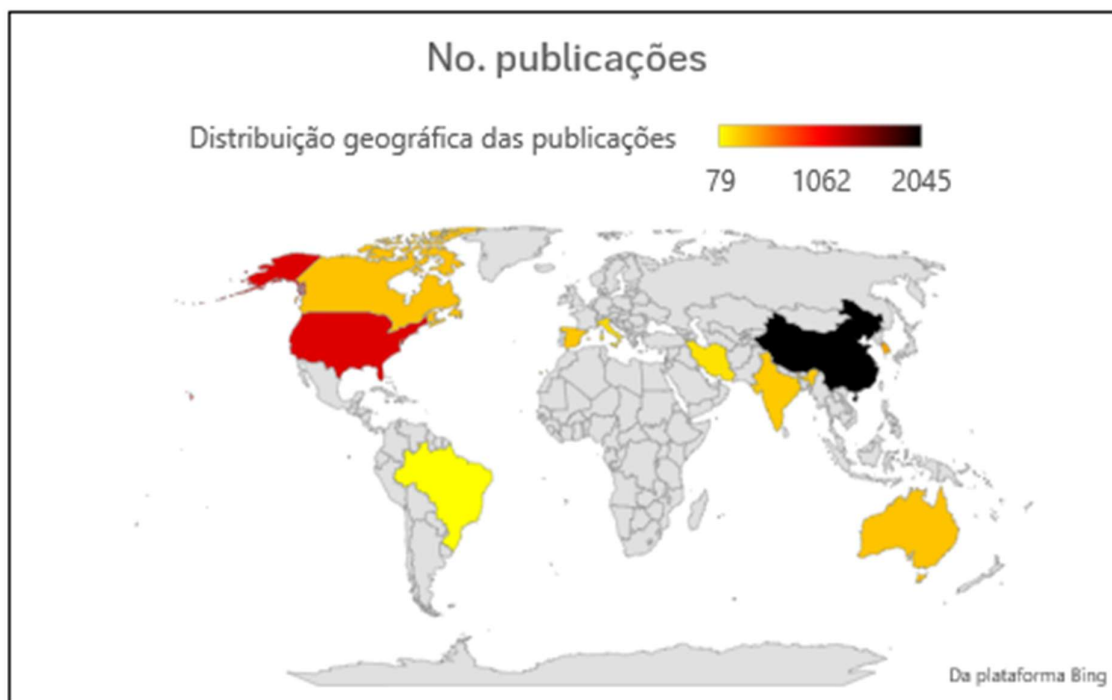 No. publicações
Distribuição geográfica das publicações
79 1062 2045
Da plataforma Bing